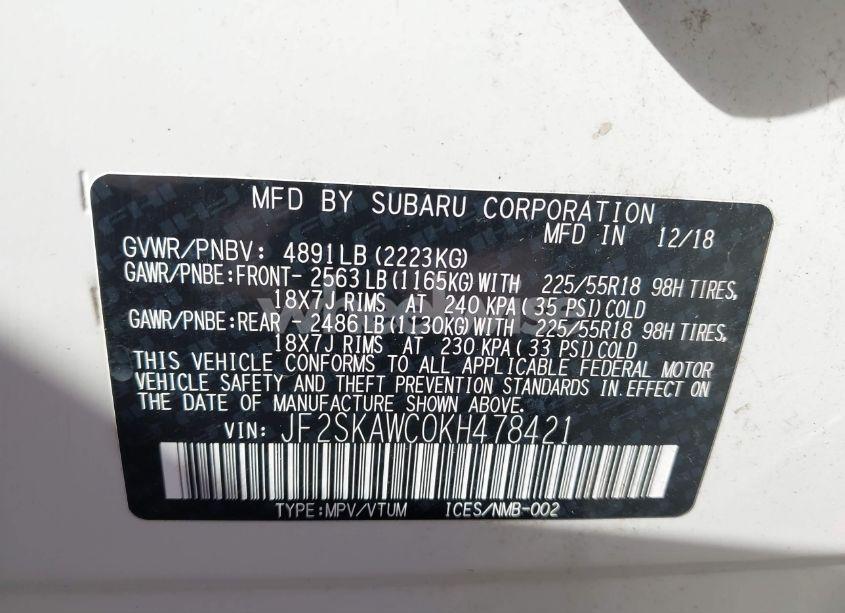 MFD BY SUBARU CORPORATION
MFD IN 12/18
GVWR/PNBV: 4891LB (2223KG)
GAWR/PNBE:FRONT- 2563LB (1165KG) WITH 225/55R18 98H TIRES,
18X7J RIMS AT 240 KPA ( 35 PSI) COLD
GAWR/PNBE:REAR - 2486LB (1130KG) WITH 225/55R18 98H TIRES,
18X7J RIMS AT 230 KPA ( 33 PSI) COLD
THIS VEHICLE CONFORMS TO ALL APPLICABLE FEDERAL MOTOR
VEHICLE SAFETY AND THEFT PREVENTION STANDARDS IN.EFFECT ON
THE DATE OF MANUFACTURE SHOWN ABOVE.
VIN: JF2SKAWC0KH478421
TYPE:MPV/VTUM ICES/NMB-002